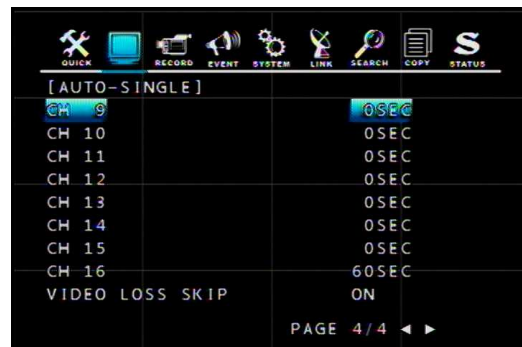 QUICK RECORD EVENT SYSTEM LINK SEARCH COPY STATUS
[AUTO-SINGLE]
CH 9 0SEC
CH 10 0SEC
CH 11 0SEC
CH 12 0SEC
CH 13 0SEC
CH 14 0SEC
CH 15 0SEC
CH 16 60SEC
VIDEO LOSS SKIP ON
PAGE 4/4 ◄ ►